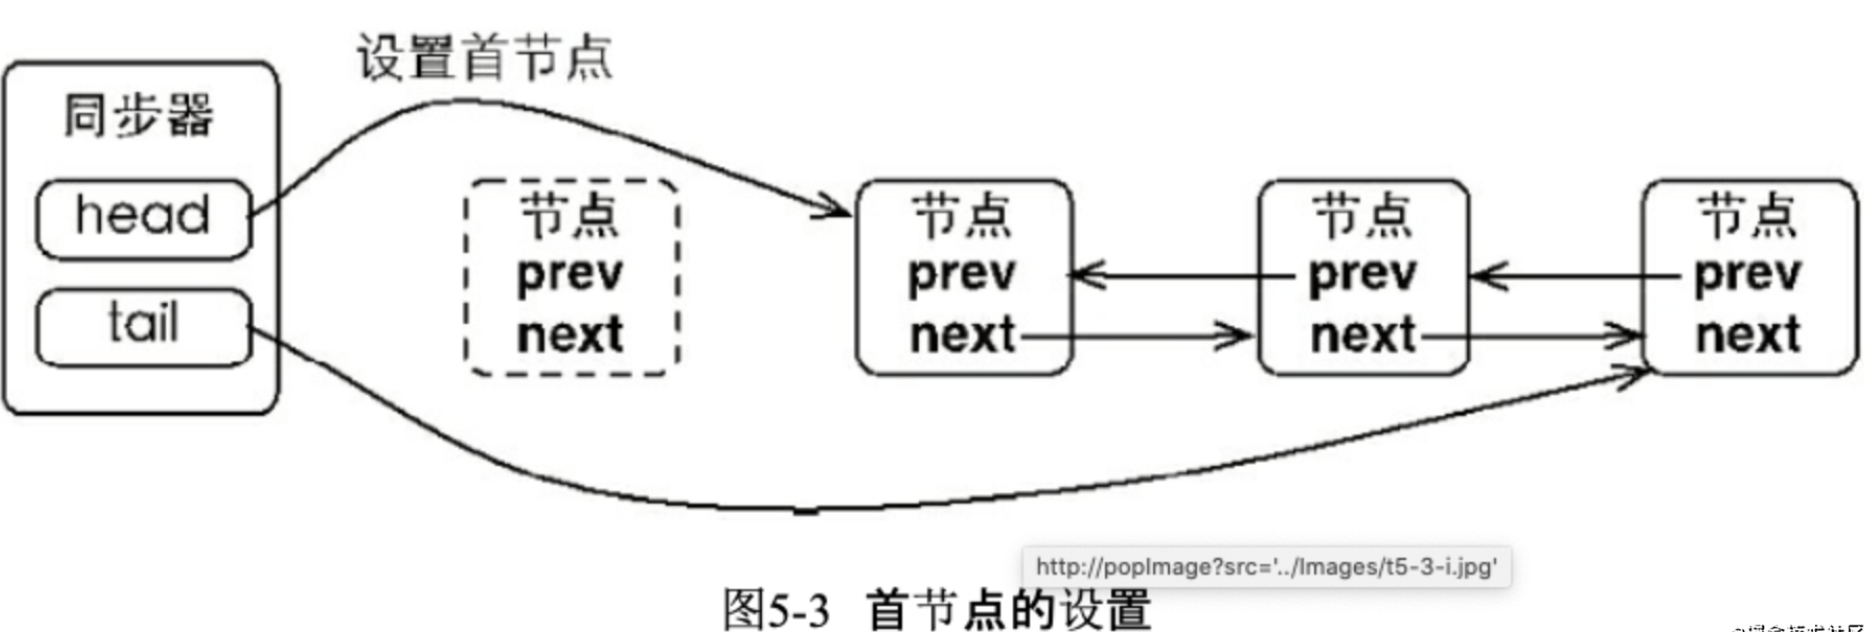 设置首节点
同步器
head
tail
节点
prev
next
节点
prev
next
节点
prev
next
节点
prev
next
http://popImage?src='../Images/t5-3-i.jpg'
图5-3 首节点的设置